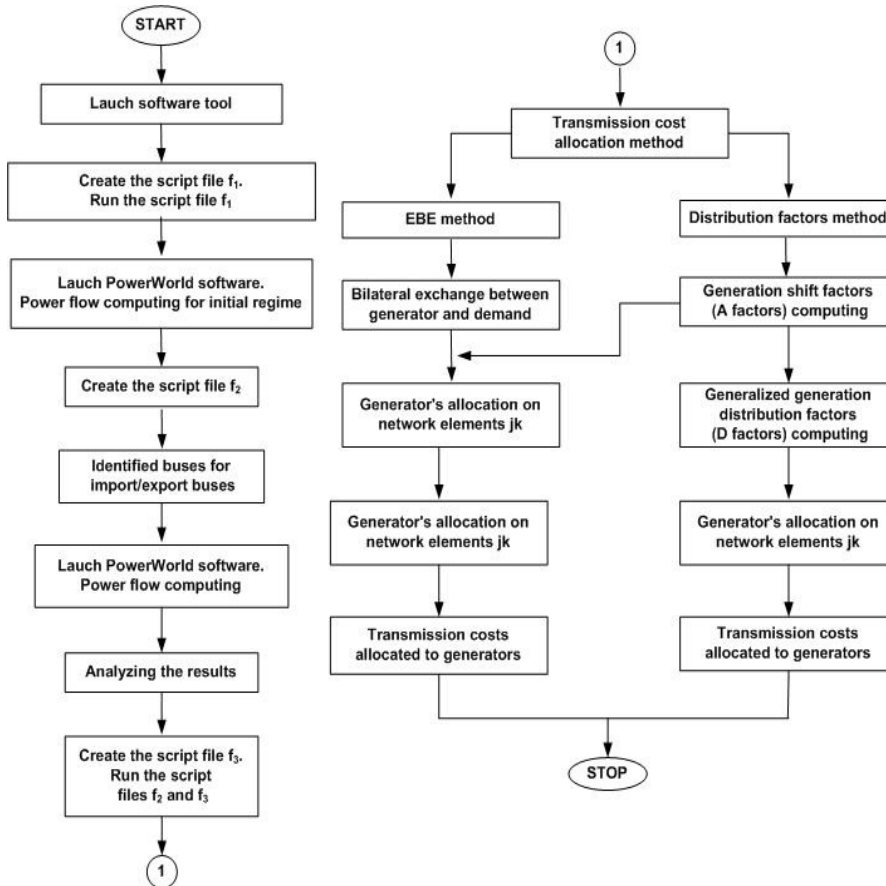 START
Lauch software tool
Create the script file f₁.
Run the script file f₁
Lauch PowerWorld software.
Power flow computing for initial regime
Create the script file f₂
Identified buses for
import/export buses
Lauch PowerWorld software.
Power flow computing
Analyzing the results
Create the script file f₃.
Run the script
files f₂ and f₃
1
1
Transmission cost
allocation method
EBE method
Bilateral exchange between
generator and demand
Generator's allocation on
network elements jk
Generator's allocation on
network elements jk
Transmission costs
allocated to generators
Distribution factors method
Generation shift factors
(A factors) computing
Generalized generation
distribution factors
(D factors) computing
Generator's allocation on
network elements jk
Transmission costs
allocated to generators
STOP